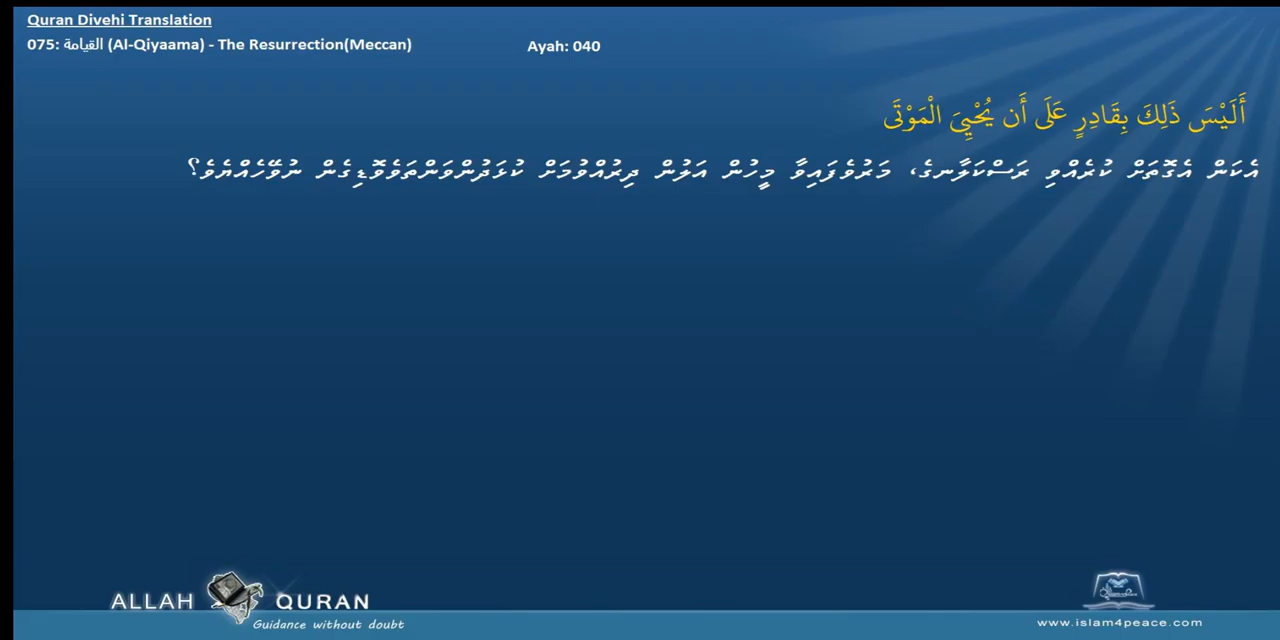 Quran Divehi Translation
075: القيامة (Al-Qiyaama) - The Resurrection(Meccan) Ayah: 040
أَلَيْسَ ذَلِكَ بِقَادِرٍ عَلَى أَن يُحْيِيَ الْمَوْتَى
އެކަން އެގޮތަށް ކުރެއްވި ރަސްކަލާނގެ، މަރުވެފައިވާ މީހުން އަލުން ދިރުއްވުމަށް ކުޅަދުންވަންތަވެވޮޑިގެން ނުވޭހެއްޔެވެ؟
ALLAH QURAN
Guidance without doubt
www.islam4peace.com